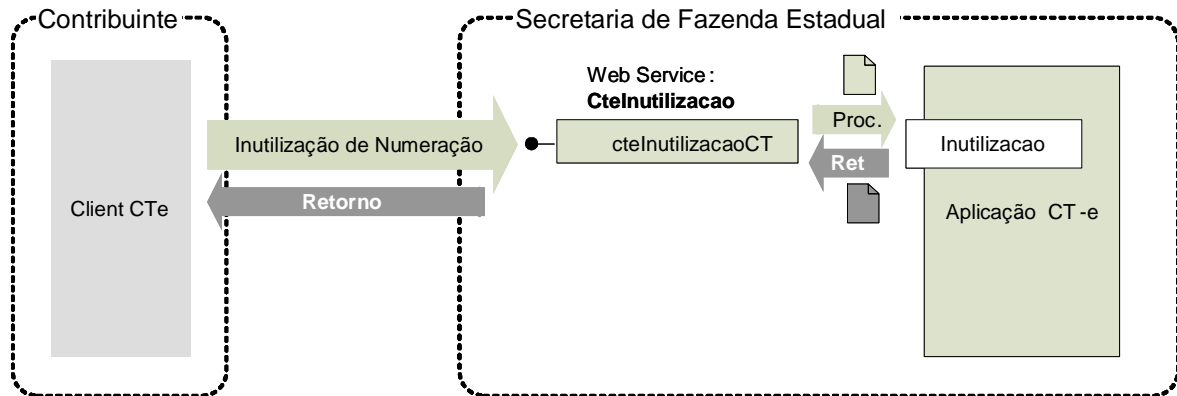 Contribuinte
Secretaria de Fazenda Estadual
Client CTe
Inutilização de Numeração
Retorno
Web Service:
CteInutilizacao
cteInutilizacaoCT
Proc.
Ret
Inutilizacao
Aplicação CT-e